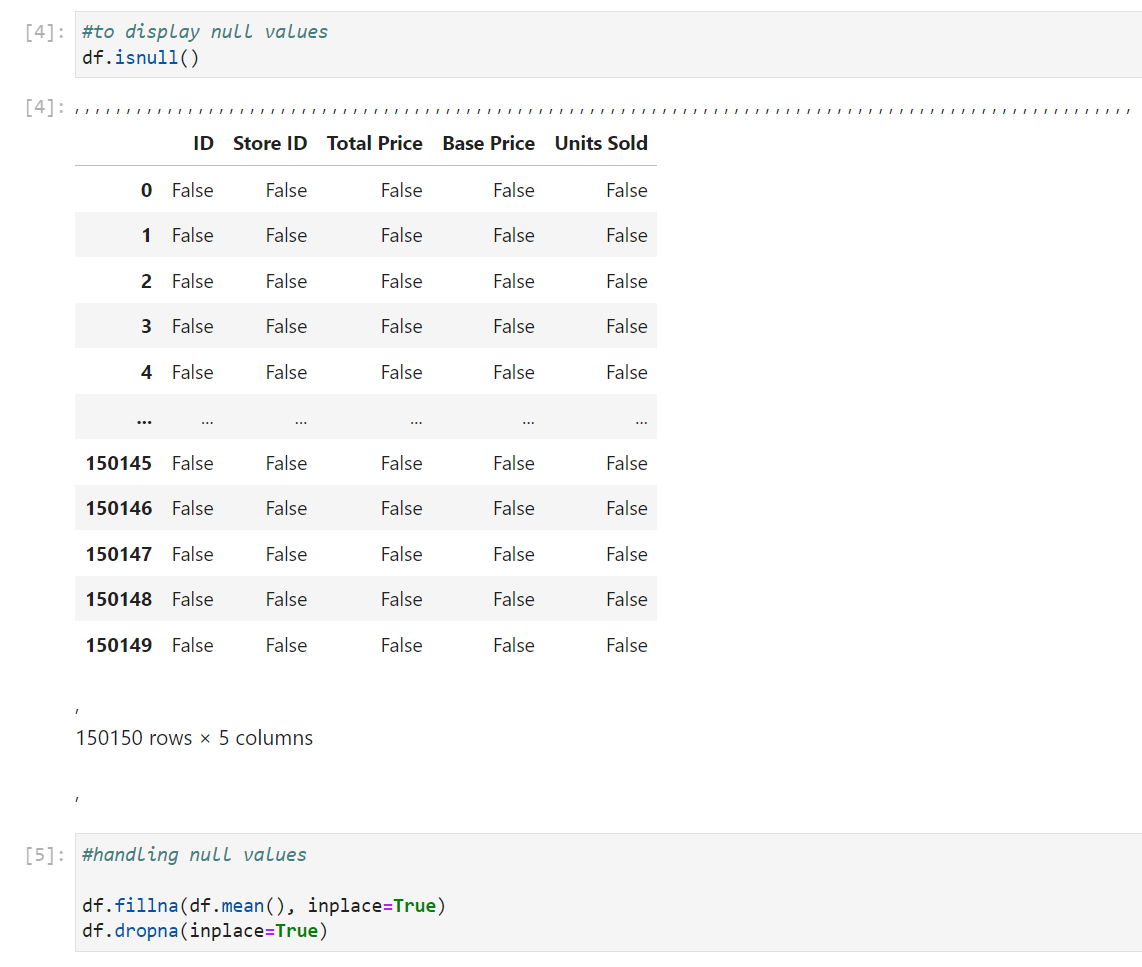 [4]: #to display null values
df.isnull()
[4]: , , , , , , , , , , , , , , , , , , , , , , , , , , , , , , , , , , , , , , , , , , , , , , , , , , , , , , , , , , , , , , , , , , , , , , , , , , , , , , , , , , , , , , , , , , , , , , , , , , , , , , , ,
ID Store ID Total Price Base Price Units Sold
0 False False False False False
1 False False False False False
2 False False False False False
3 False False False False False
4 False False False False False
... ... ... ... ... ...
150145 False False False False False
150146 False False False False False
150147 False False False False False
150148 False False False False False
150149 False False False False False
,
150150 rows × 5 columns
,
[5]: #handling null values
df.fillna(df.mean(), inplace=True)
df.dropna(inplace=True)